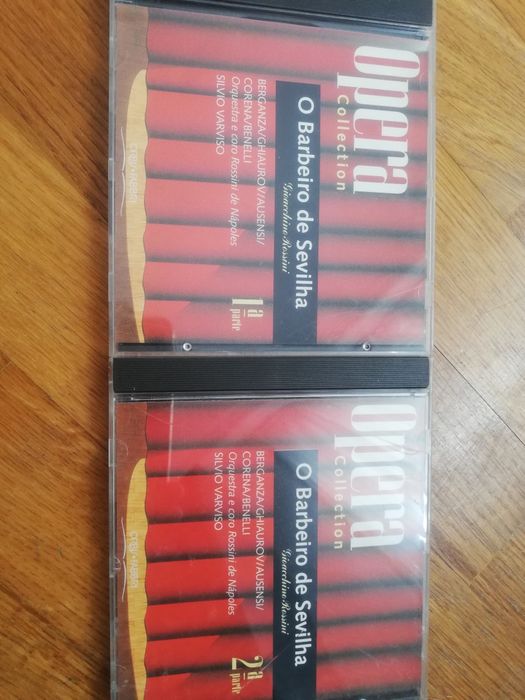 Opera
Collection
O Barbeiro de Sevilha
Gioacchino Rossini
BERGANZA/GHIAUROV/AUSENSI/
CORENA/BENELLI
Orquestra e coro Rossini de Nápoles
SILVIO VARVISO
1ª
parte
Opera
Collection
O Barbeiro de Sevilha
Gioacchino Rossini
BERGANZA/GHIAUROV/AUSENSI/
CORENA/BENELLI
Orquestra e coro Rossini de Nápoles
SILVIO VARVISO
2ª
parte